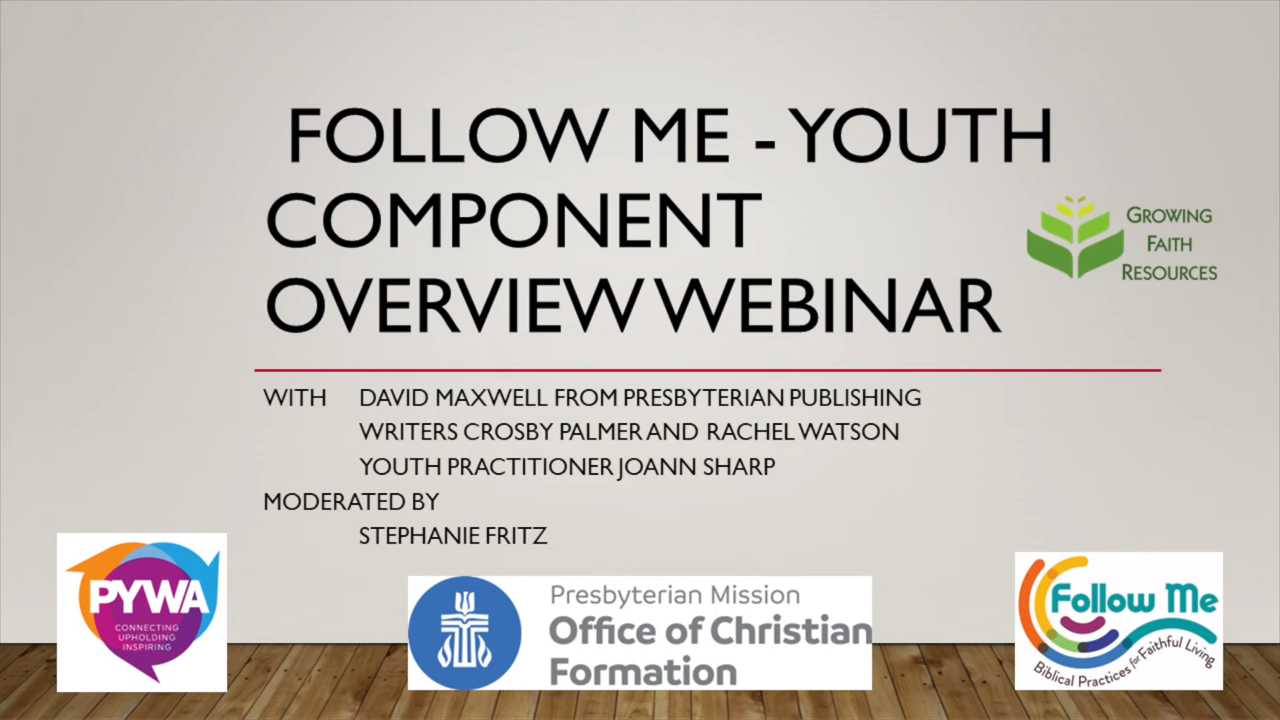 FOLLOW ME - YOUTH
COMPONENT
OVERVIEW WEBINAR
GROWING
FAITH
RESOURCES
WITH DAVID MAXWELL FROM PRESBYTERIAN PUBLISHING
WRITERS CROSBY PALMER AND RACHEL WATSON
YOUTH PRACTITIONER JOANN SHARP
MODERATED BY
STEPHANIE FRITZ
PYWA
CONNECTING
UPHOLDING
INSPIRING
Presbyterian Mission
Office of Christian
Formation
Follow Me
Biblical Practices for Faithful Living